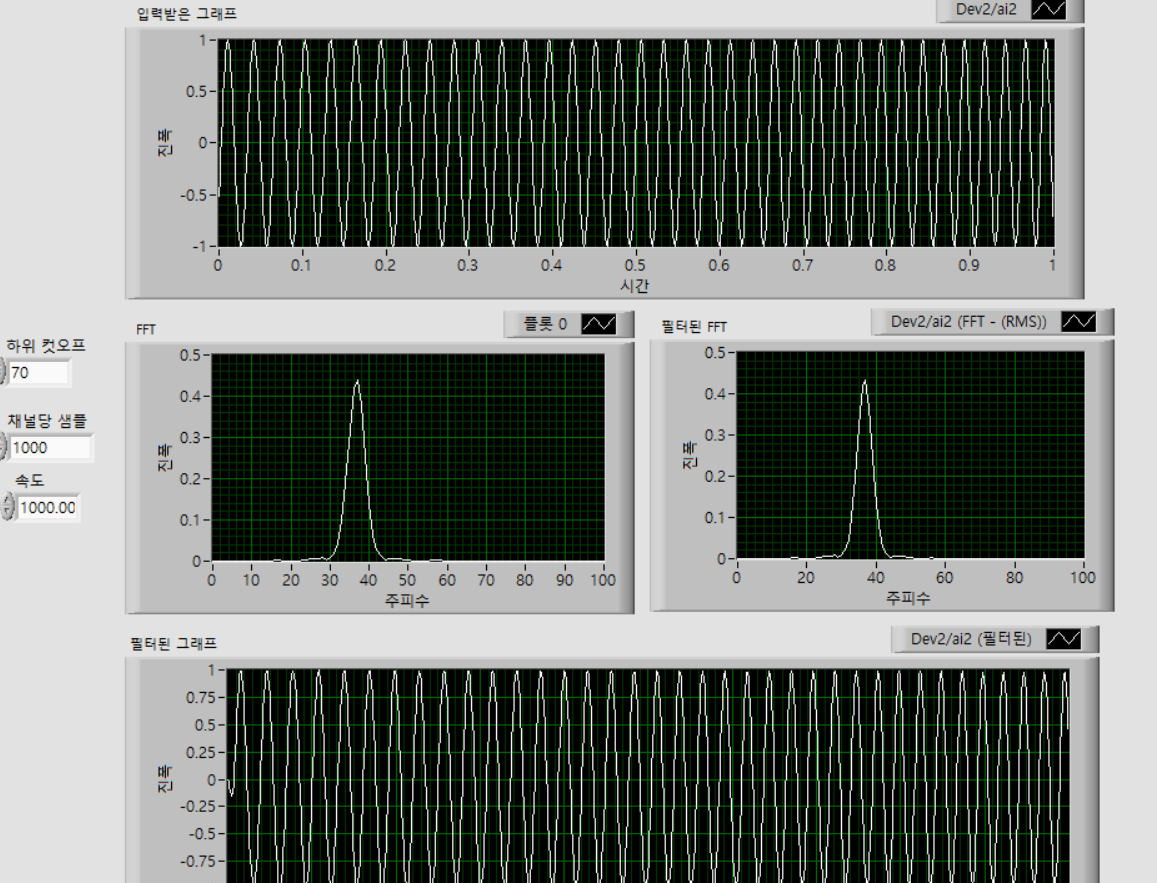 입력받은 그래프
Dev2/ai2
1
0.5
0
-0.5
-1
진폭
0 0.1 0.2 0.3 0.4 0.5 0.6 0.7 0.8 0.9 1
시간
하위 컷오프
70
채널당 샘플
1000
속도
1000.00
FFT
플롯 0
0.5
0.4
0.3
0.2
0.1
0
진폭
0 10 20 30 40 50 60 70 80 90 100
주피수
필터된 FFT
Dev2/ai2 (FFT - (RMS))
0.5
0.4
0.3
0.2
0.1
0
진폭
0 20 40 60 80 100
주피수
필터된 그래프
Dev2/ai2 (필터된)
1
0.75
0.5
0.25
0
-0.25
-0.5
-0.75
진폭